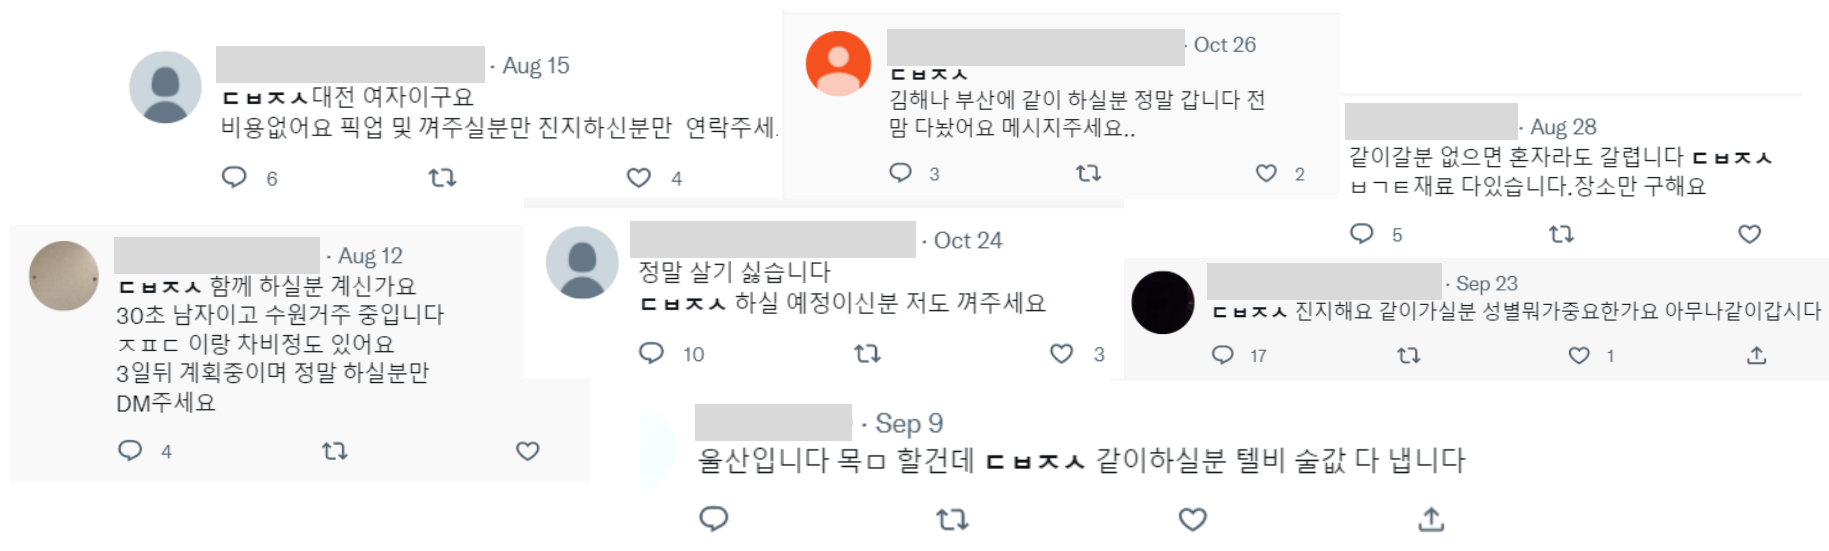 · Aug 15
ㄷㅂㅈㅅ대전 여자이구요
비용없어요 픽업 및 껴주실분만 진지하신분만 연락주세.
6 4
· Oct 26
ㄷㅂㅈㅅ
김해나 부산에 같이 하실분 정말 갑니다 전
맘 다놨어요 메시지주세요..
3 2
· Aug 28
같이갈분 없으면 혼자라도 갈렵니다 ㄷㅂㅈㅅ
ㅂㄱㅌ재료 다있습니다.장소만 구해요
5
· Aug 12
ㄷㅂㅈㅅ 함께 하실분 계신가요
30초 남자이고 수원거주 중입니다
ㅈㅍㄷ 이랑 차비정도 있어요
3일뒤 계획중이며 정말 하실분만
DM주세요
4
· Oct 24
정말 살기 싫습니다
ㄷㅂㅈㅅ 하실 예정이신분 저도 껴주세요
10 3
· Sep 23
ㄷㅂㅈㅅ 진지해요 같이가실분 성별뭐가중요한가요 아무나같이갑시다
17 1
· Sep 9
울산입니다 목ㅁ 할건데 ㄷㅂㅈㅅ 같이하실분 텔비 술값 다 냅니다